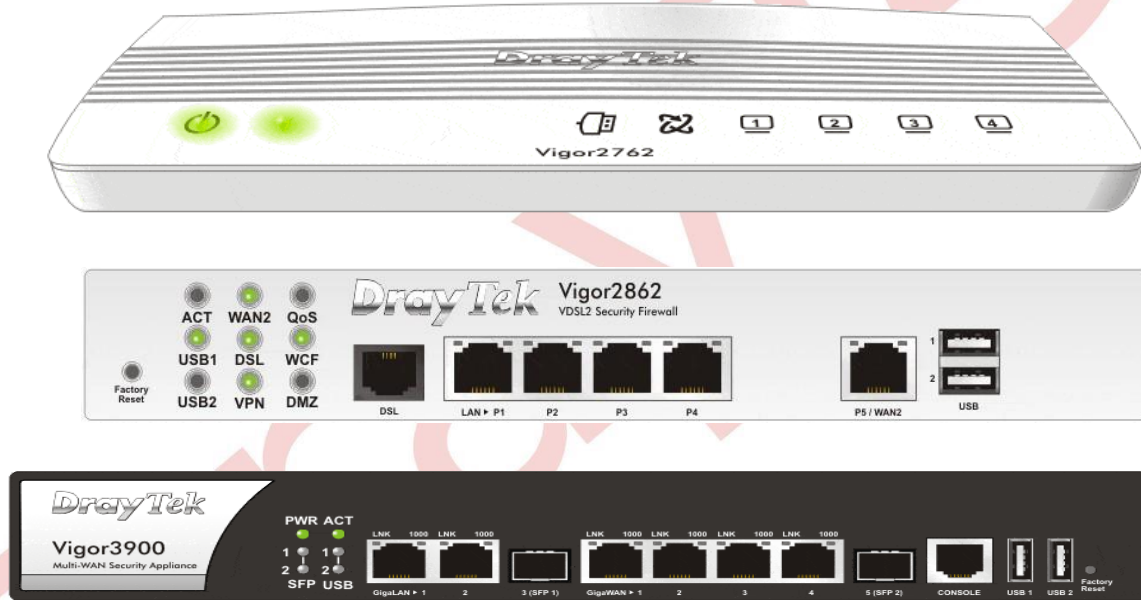 DrayTek
1 2 3 4
Vigor2762
DrayTek Vigor2862
VDSL2 Security Firewall
ACT WAN2 QoS
USB1 DSL WCF
USB2 VPN DMZ
Factory
Reset
DSL LAN ▸ P1 P2 P3 P4 P5 / WAN2
1
2
USB
DrayTek
Vigor3900
Multi-WAN Security Appliance
PWR ACT
1 1
2 2
SFP USB
LNK 1000 LNK 1000 LNK 1000 LNK 1000 LNK 1000 LNK 1000
GigaLAN ▸ 1 2 3 (SFP 1) GigaWAN ▸ 1 2 3 4 5 (SFP 2) CONSOLE USB 1 USB 2
Factory
Reset